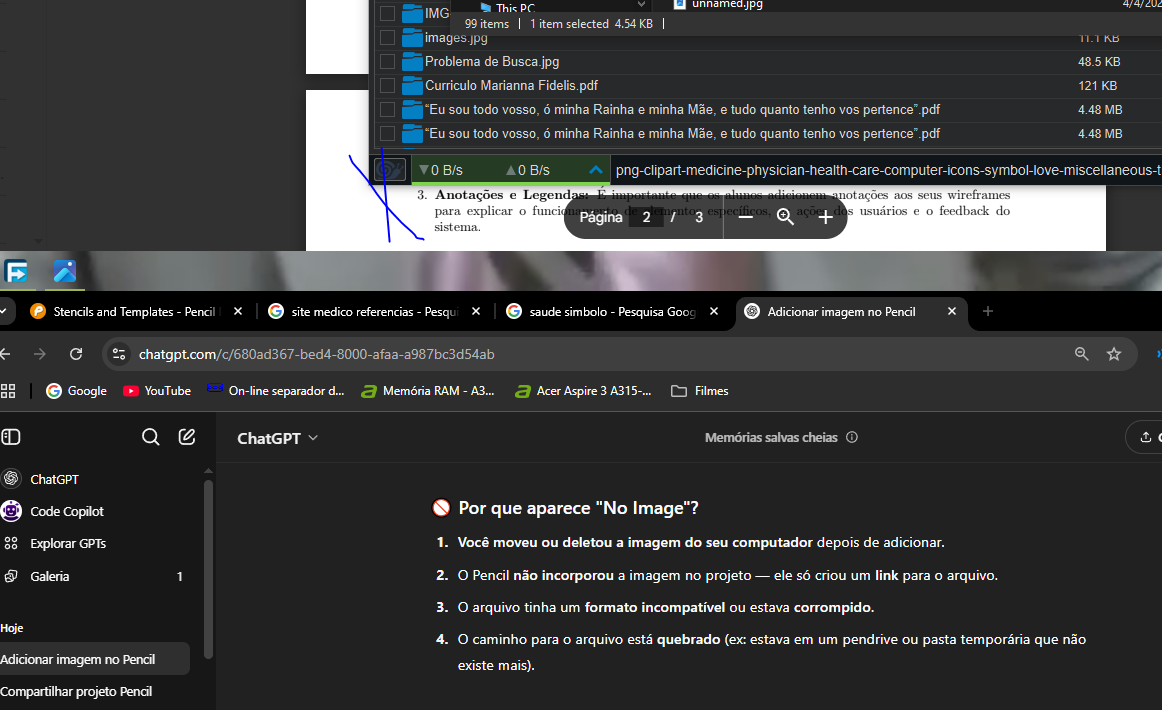 This PC
unnamed.jpg
4/4/202
IMG
99 items | 1 item selected 4.54 KB |
images.jpg 11.1 KB
Problema de Busca.jpg 48.5 KB
Curriculo Marianna Fidelis.pdf 121 KB
“Eu sou todo vosso, ó minha Rainha e minha Mãe, e tudo quanto tenho vos pertence”.pdf 4.48 MB
“Eu sou todo vosso, ó minha Rainha e minha Mãe, e tudo quanto tenho vos pertence”.pdf 4.48 MB
▼0 B/s ▲0 B/s png-clipart-medicine-physician-health-care-computer-icons-symbol-love-miscellaneous-t
3. Anotações e Legendas: É importante que os alunos adicionem anotações aos seus wireframes
para explicar o funcionamento de elementos específicos, ações dos usuários e o feedback do
sistema.
Página 2 / 3
Stencils and Templates - Pencil
site medico referencias - Pesqui
saude simbolo - Pesquisa Goog
Adicionar imagem no Pencil
chatgpt.com/c/680ad367-bed4-8000-afaa-a987bc3d54ab
Google YouTube On-line separador d... Memória RAM - A3... Acer Aspire 3 A315-... Filmes
ChatGPT
Memórias salvas cheias
ChatGPT
Code Copilot
Explorar GPTs
Galeria 1
Hoje
Adicionar imagem no Pencil
Compartilhar projeto Pencil
Por que aparece "No Image"?
1. Você moveu ou deletou a imagem do seu computador depois de adicionar.
2. O Pencil não incorporou a imagem no projeto — ele só criou um link para o arquivo.
3. O arquivo tinha um formato incompatível ou estava corrompido.
4. O caminho para o arquivo está quebrado (ex: estava em um pendrive ou pasta temporária que não
existe mais).